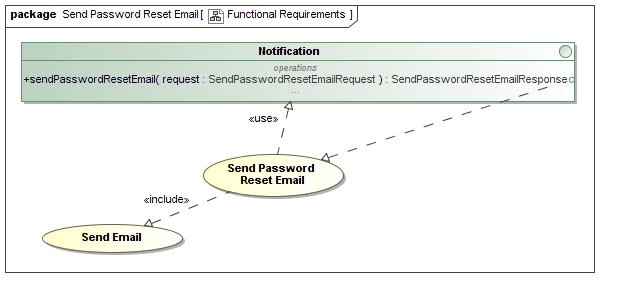 package Send Password Reset Email [ Functional Requirements ]
Notification
operations
+sendPasswordResetEmail( request : SendPasswordResetEmailRequest ) : SendPasswordResetEmailResponse
...
«use»
Send Password
Reset Email
«include»
Send Email